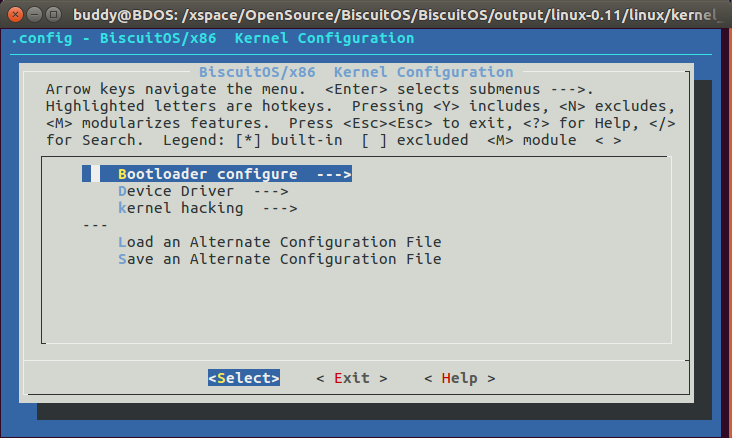 buddy@BDOS: /xspace/OpenSource/BiscuitOS/BiscuitOS/output/linux-0.11/linux/kernel_
.config - BiscuitOS/x86  Kernel Configuration
BiscuitOS/x86  Kernel Configuration
Arrow keys navigate the menu.  <Enter> selects submenus --->.
Highlighted letters are hotkeys.  Pressing <Y> includes, <N> excludes,
<M> modularizes features.  Press <Esc><Esc> to exit, <?> for Help, </>
for Search.  Legend: [*] built-in  [ ] excluded  <M> module  < >
Bootloader configure  --->
Device Driver  --->
kernel hacking  --->
---
Load an Alternate Configuration File
Save an Alternate Configuration File
<Select>    < Exit >    < Help >